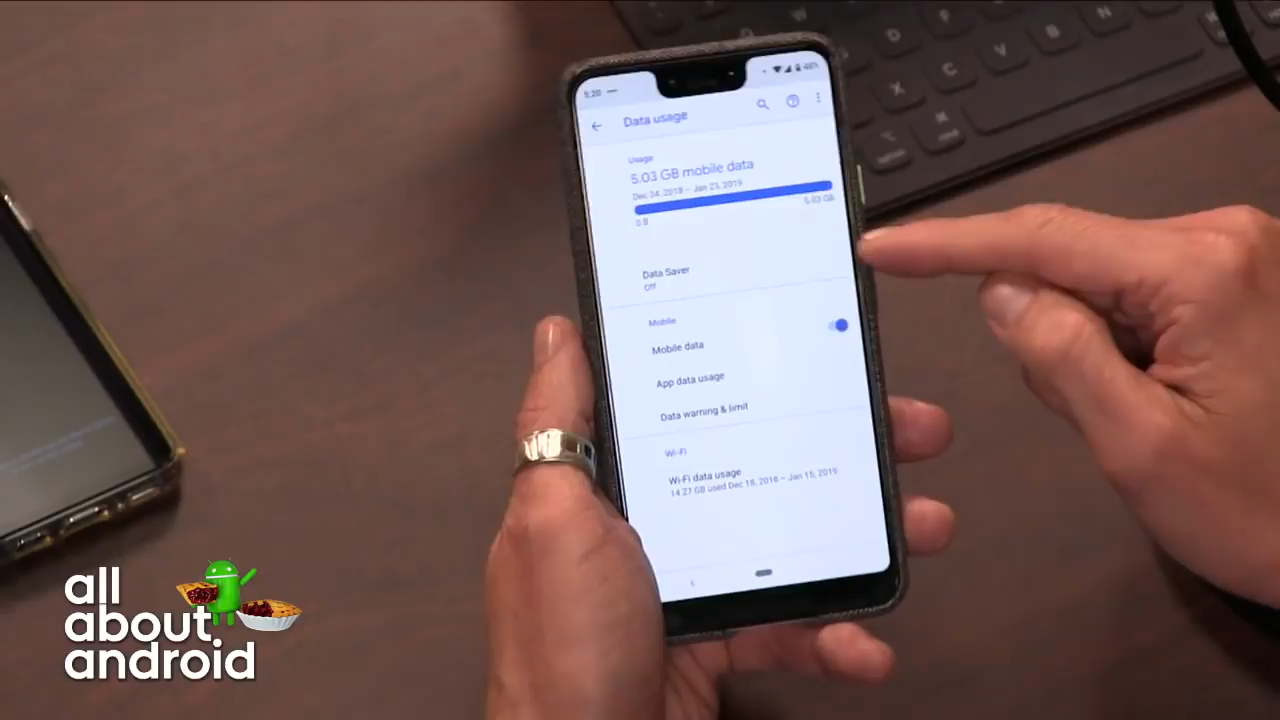 5:20
48%
Data usage
Usage
5.03 GB mobile data
Dec 24, 2018 – Jan 23, 2019
0 B
5.03 GB
Data Saver
Off
Mobile
Mobile data
App data usage
Data warning & limit
Wi-Fi
Wi-Fi data usage
14.27 GB used Dec 18, 2018 – Jan 15, 2019
W
D
F
G
H
X
C
V
B
N
cmd
all
about
android